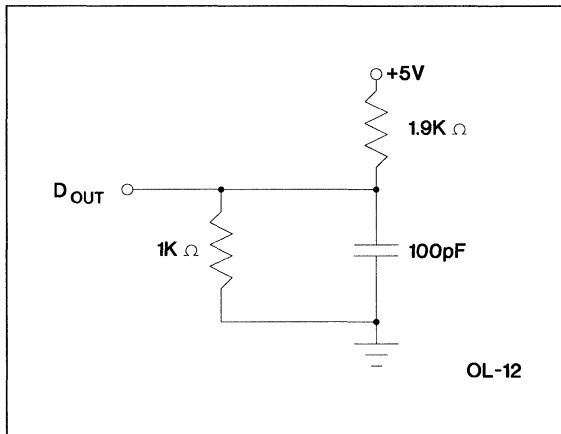 +5V
1.9K Ω
D OUT
1K Ω
100pF
OL-12